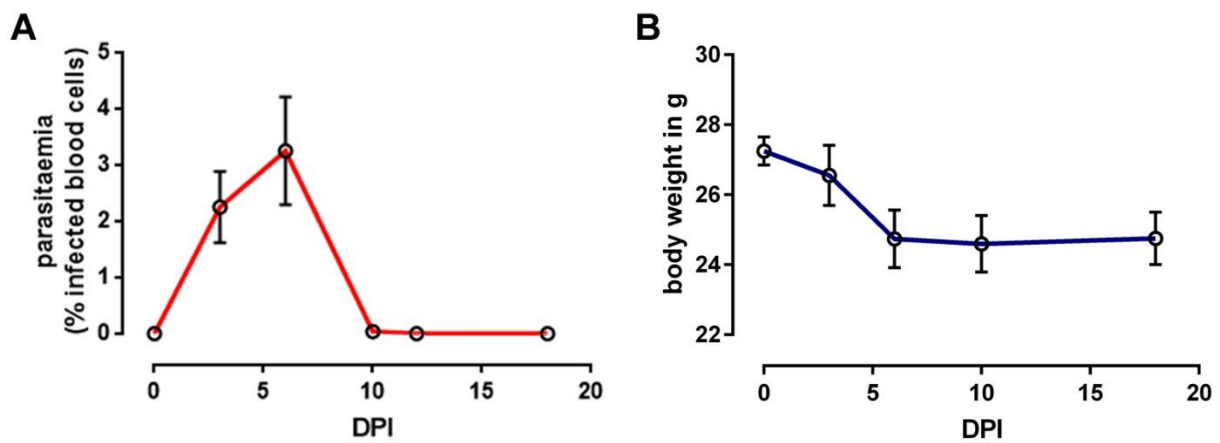 A
parasitaemia
(% infected blood cells)
5
4
3
2
1
0
0 5 10 15 20
DPI
B
body weight in g
30
28
26
24
22
0 5 10 15 20
DPI